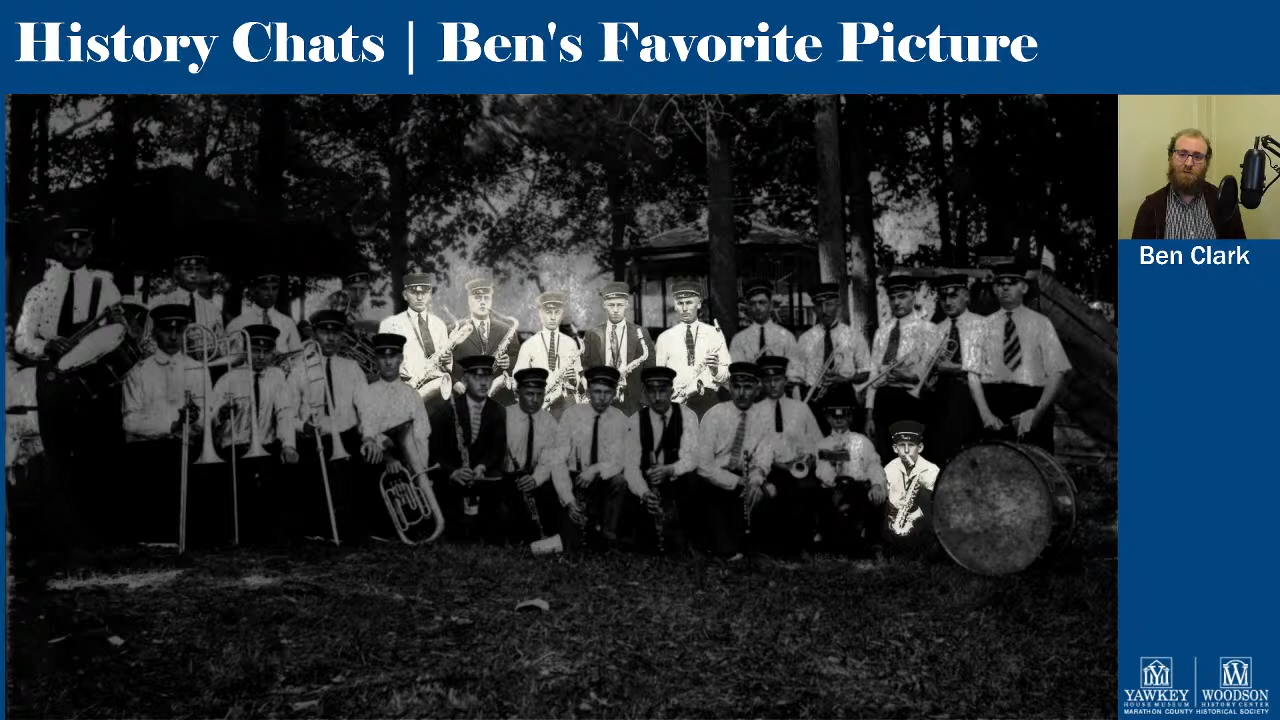 History Chats | Ben's Favorite Picture
Ben Clark
YAWKEY
HOUSE MUSEUM
WOODSON
HISTORY CENTER
MARATHON COUNTY HISTORICAL SOCIETY